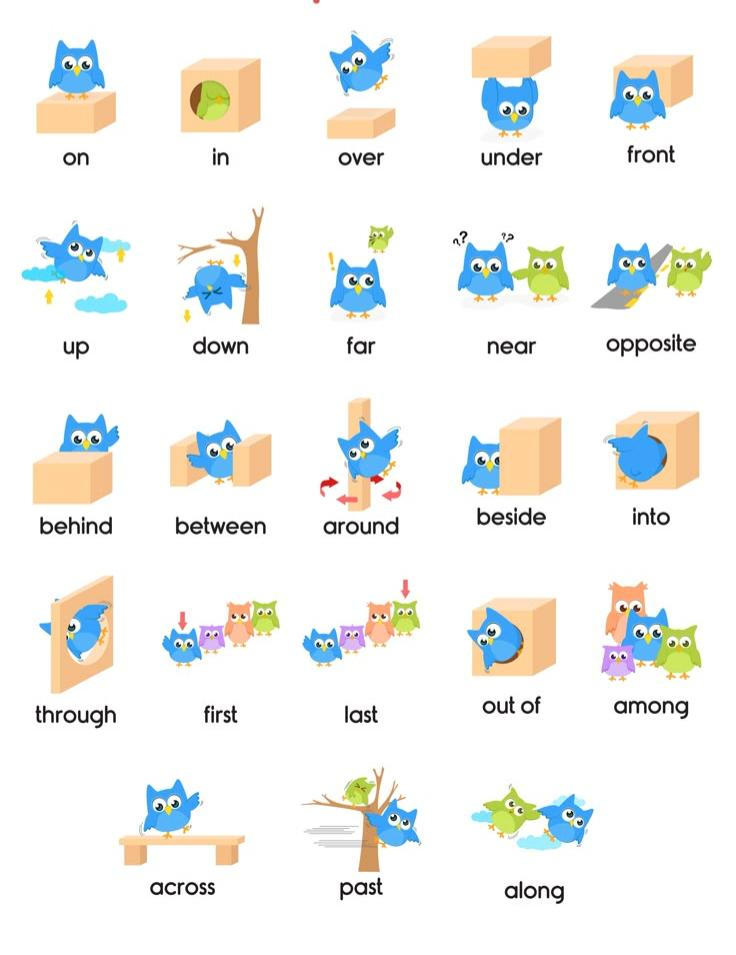 on in over under front
?? ?? !
up down far near opposite
behind between around beside into
through first last out of among
across past along